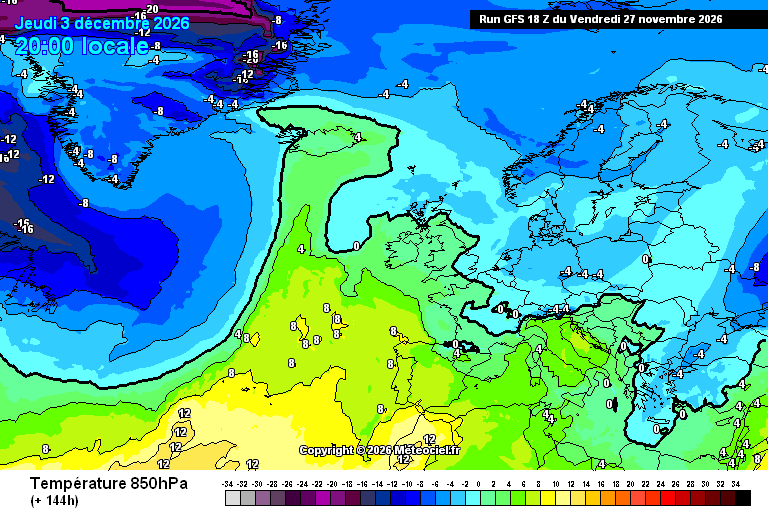 Jeudi 3 décembre 2026
20:00 locale
Run GFS 18 Z du Vendredi 27 novembre 2026
Copyright © 2026 Meteociel.fr
Température 850hPa
(+ 144h)
-34 -32 -30 -28 -26 -24 -22 -20 -18 -16 -14 -12 -10 -8 -6 -4 -2 0 2 4 6 8 10 12 14 16 18 20 22 24 26 28 30 32 34